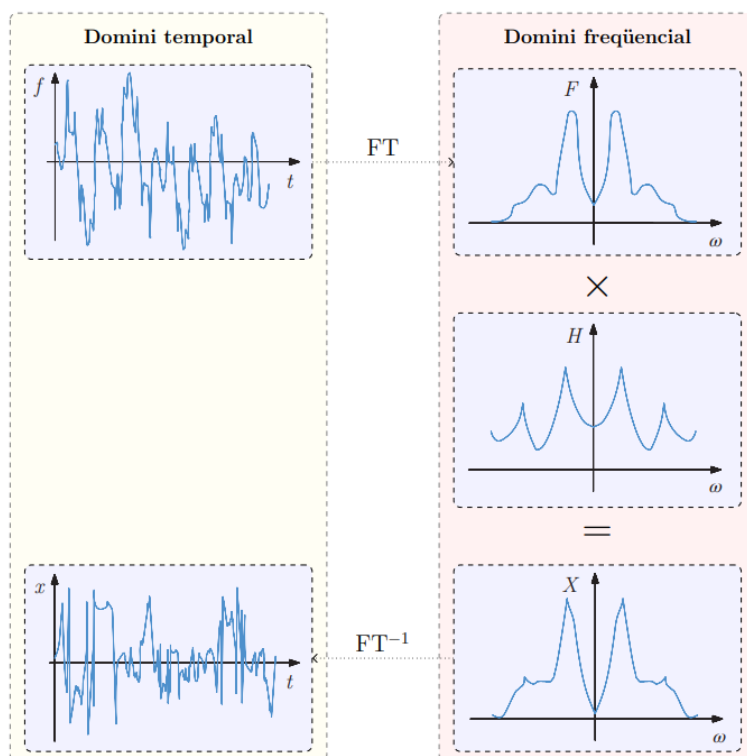 Domini temporal
Domini freqüencial
f
t
FT
F
ω
×
H
ω
=
x
t
FT⁻¹
X
ω